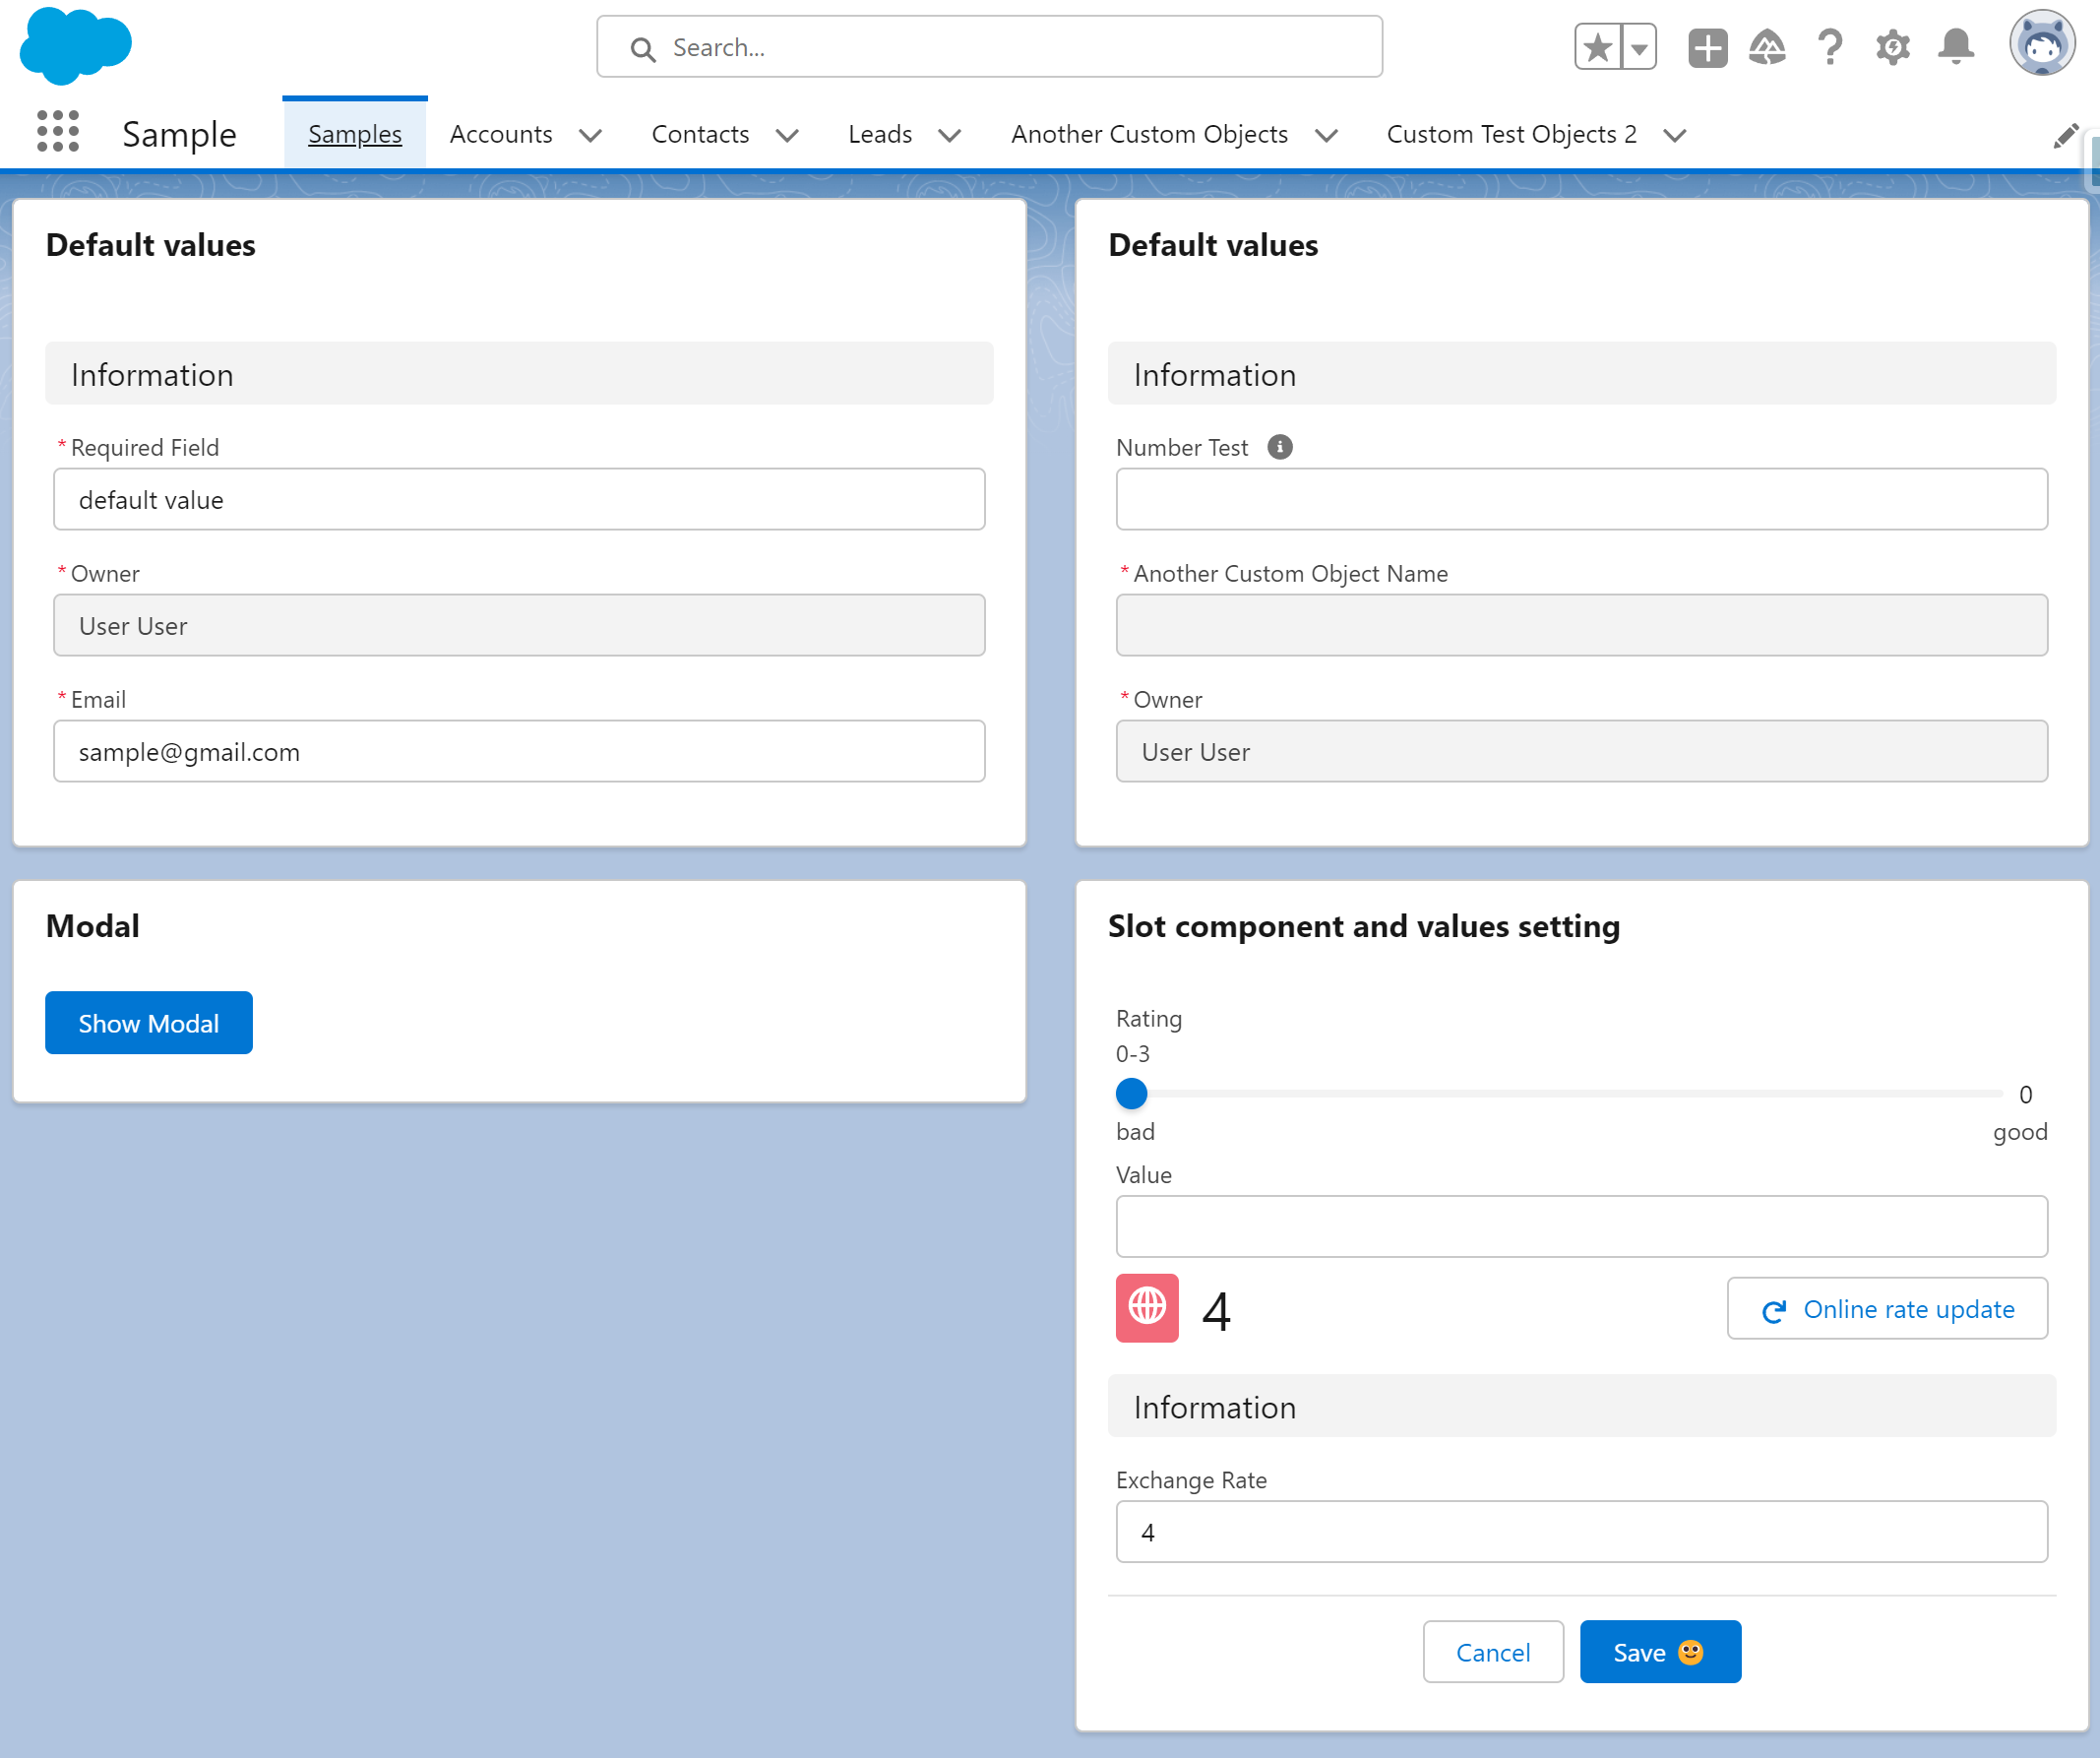 Search...
Sample
Samples
Accounts
Contacts
Leads
Another Custom Objects
Custom Test Objects 2
Default values
Information
*Required Field
default value
*Owner
User User
*Email
sample@gmail.com
Default values
Information
Number Test
*Another Custom Object Name
*Owner
User User
Modal
Show Modal
Slot component and values setting
Rating
0-3
0
bad good
Value
4
Online rate update
Information
Exchange Rate
4
Cancel
Save